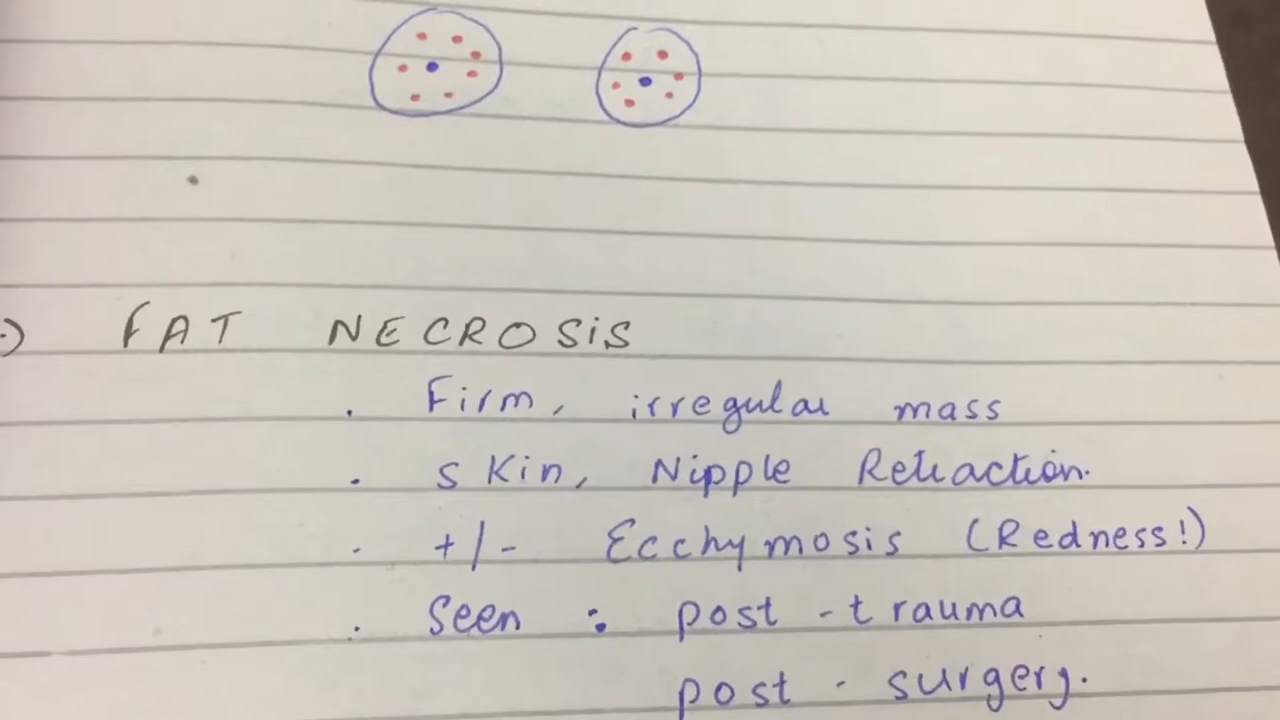 FAT NECROSiS
. Firm, irregular mass
. Skin, Nipple Retraction.
. +/- Ecchymosis (Redness!)
. Seen : post - trauma
post - surgery.